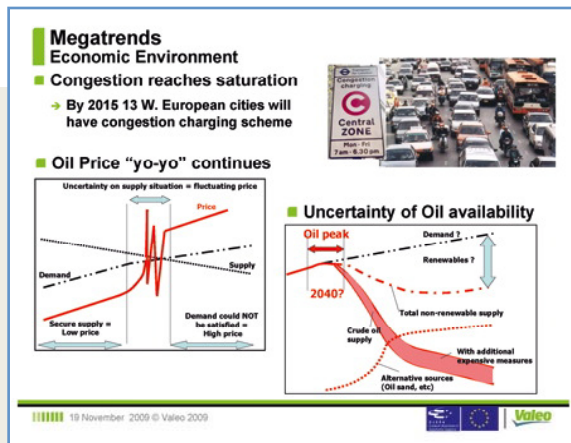 Megatrends
Economic Environment
Congestion reaches saturation
By 2015 13 W. European cities will
have congestion charging scheme
Congestion
charging
C
Central
ZONE
Mon - Fri
7 am - 6.30 pm
Oil Price “yo-yo” continues
Uncertainty on supply situation = fluctuating price
Price
Supply
Demand
Secure supply =
Low price
Demand could NOT
be satisfied =
High price
Uncertainty of Oil availability
Oil peak
Demand ?
Renewables ?
2040?
Total non-renewable supply
Crude oil
supply
With additional
expensive measures
Alternative sources
(Oil sand, etc)
19 November 2009 © Valeo 2009
Valeo